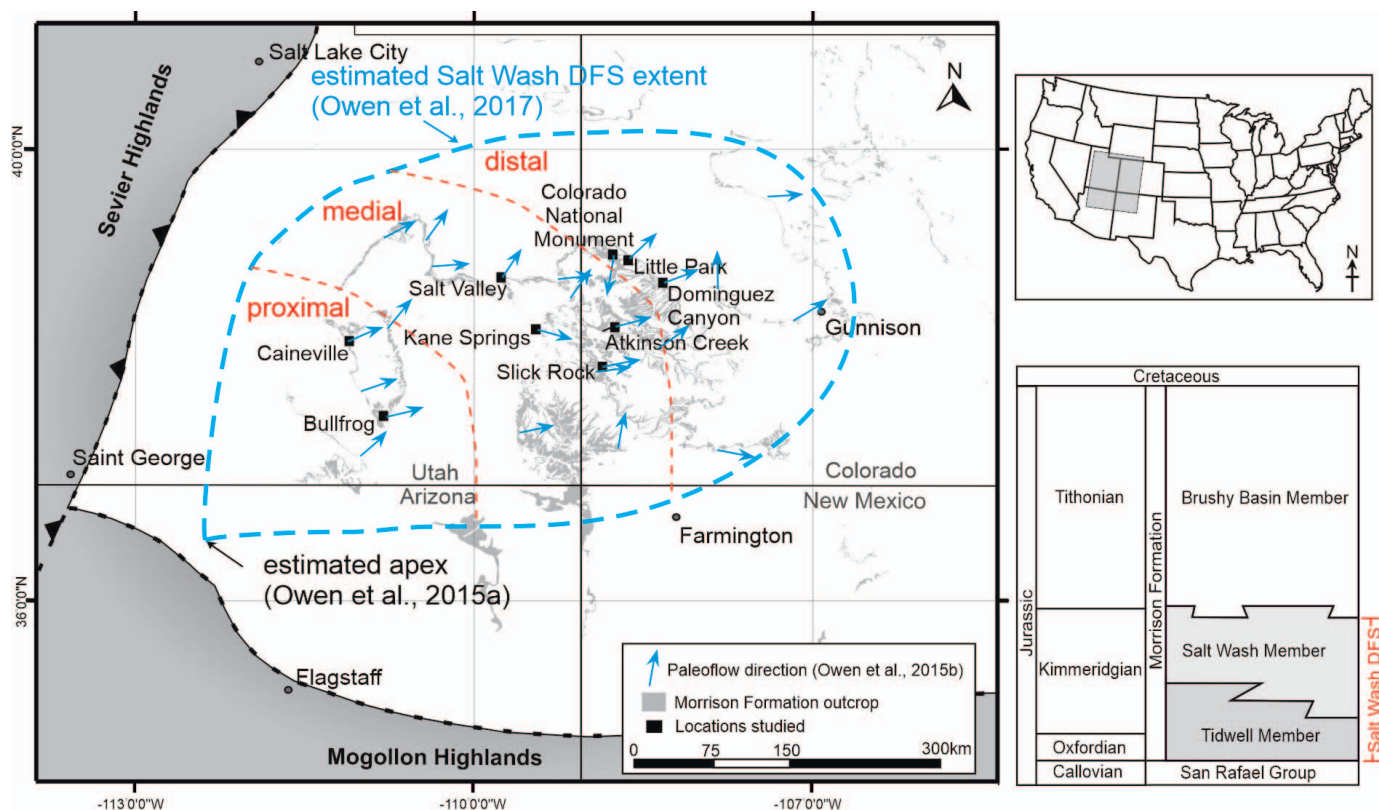 Salt Lake City
estimated Salt Wash DFS extent
(Owen et al., 2017)
N
Sevier Highlands
40°0'0"N
distal
medial
proximal
Colorado
National
Monument
Little Park
Salt Valley
Dominguez
Canyon
Gunnison
Kane Springs
Atkinson Creek
Caineville
Slick Rock
Bullfrog
Saint George
Utah
Arizona
Colorado
New Mexico
Farmington
estimated apex
(Owen et al., 2015a)
36°0'0"N
Flagstaff
Mogollon Highlands
Paleoflow direction (Owen et al., 2015b)
Morrison Formation outcrop
Locations studied
0 75 150 300km
-113°0'0"W
-110°0'0"W
-107°0'0"W
N
Cretaceous
Jurassic
Tithonian
Kimmeridgian
Oxfordian
Callovian
Morrison Formation
Brushy Basin Member
Salt Wash Member
Tidwell Member
San Rafael Group
Salt Wash DFS